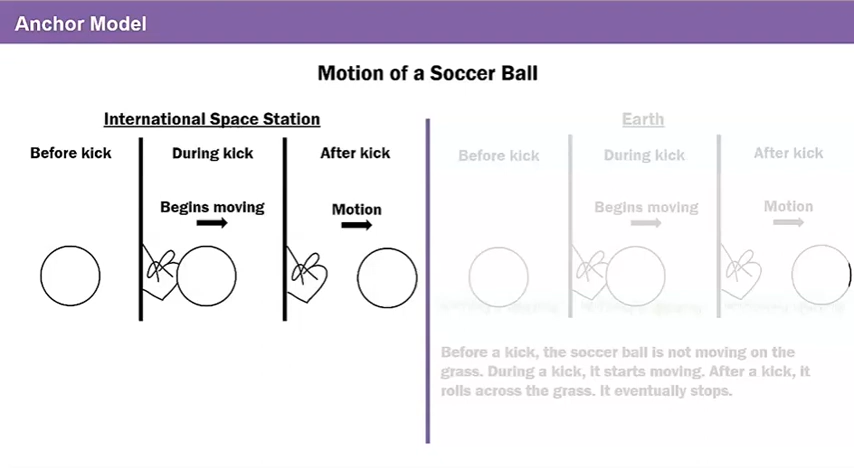 Anchor Model
Motion of a Soccer Ball
International Space Station
Before kick
During kick
After kick
Begins moving
Motion
Earth
Before kick
During kick
After kick
Begins moving
Motion
Before a kick, the soccer ball is not moving on the
grass. During a kick, it starts moving. After a kick, it
rolls across the grass. It eventually stops.